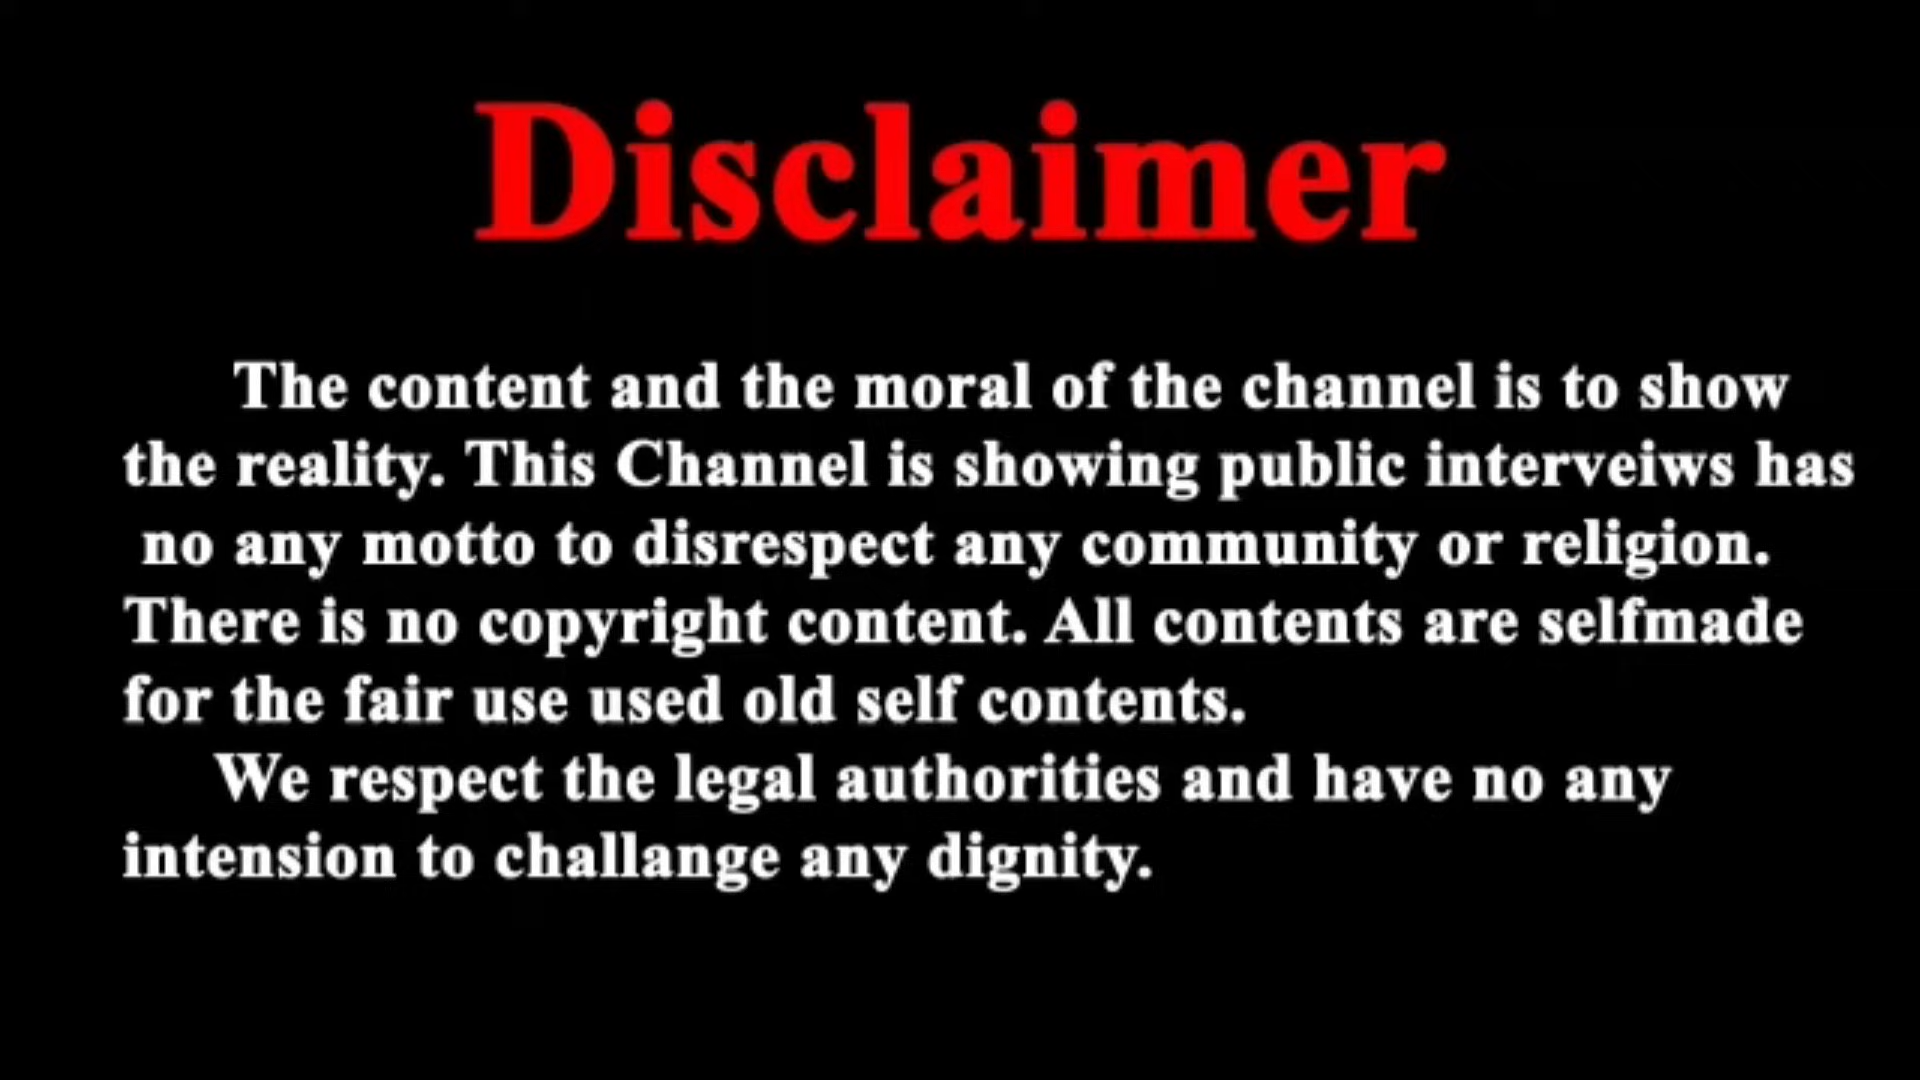 Disclaimer
The content and the moral of the channel is to show
the reality. This Channel is showing public interveiws has
no any motto to disrespect any community or religion.
There is no copyright content. All contents are selfmade
for the fair use used old self contents.
We respect the legal authorities and have no any
intension to challange any dignity.